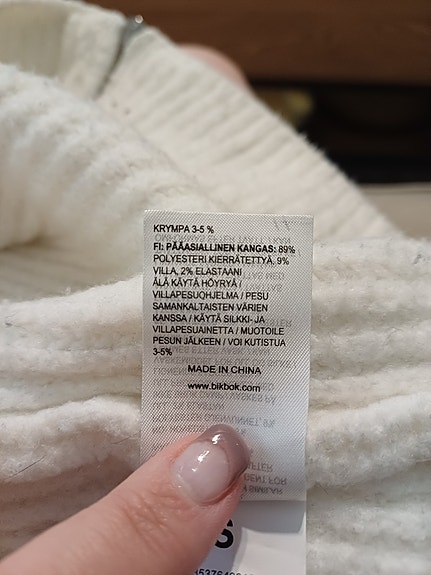 KRYMPA 3-5 %
FI: PÄÄASIALLINEN KANGAS: 89%
POLYESTERI KIERRÄTETTYÄ, 9%
VILLA, 2% ELASTAANI
ÄLÄ KÄYTÄ HÖYRYÄ /
VILLAPESUOHJELMA / PESU
SAMANKALTAISTEN VÄRIEN
KANSSA / KÄYTÄ SILKKI- JA
VILLAPESUAINETTA / MUOTOILE
PESUN JÄLKEEN / VOI KUTISTUA
3-5%
MADE IN CHINA
www.bikbok.com
S